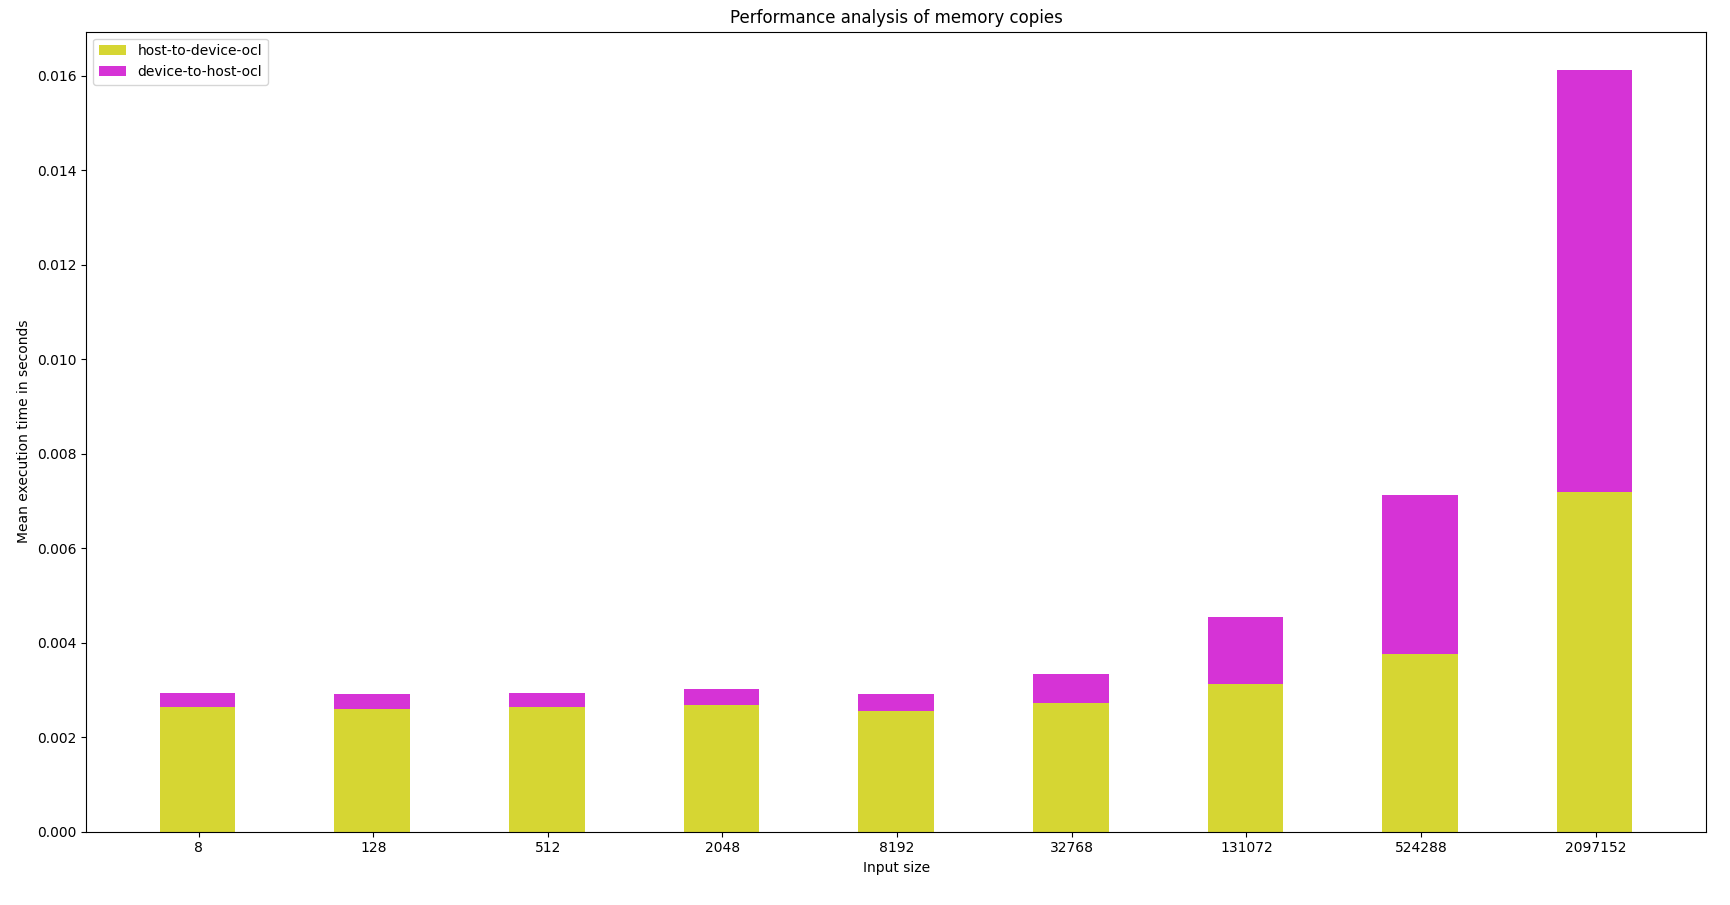 Performance analysis of memory copies
host-to-device-ocl
device-to-host-ocl
0.016
0.014
0.012
0.010
0.008
0.006
0.004
0.002
0.000
Mean execution time in seconds
8 128 512 2048 8192 32768 131072 524288 2097152
Input size